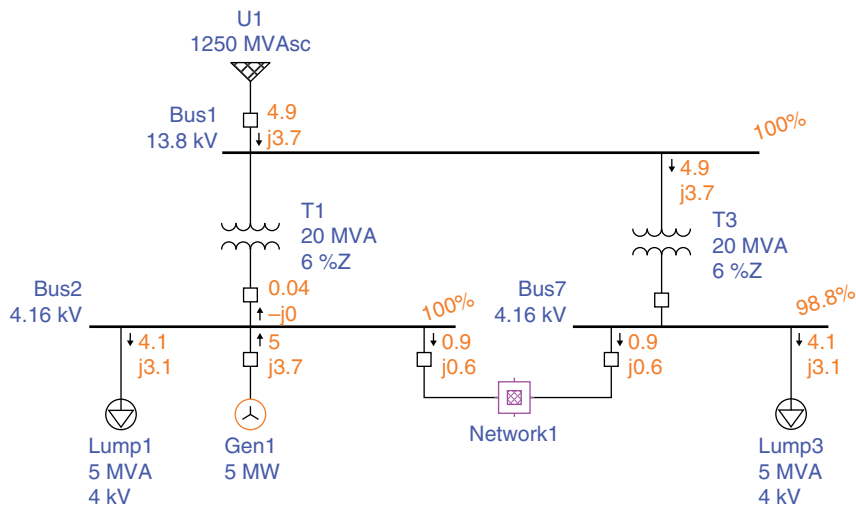 U1
1250 MVAsc
Bus1
13.8 kV
4.9
j3.7
100%
4.9
j3.7
T1
20 MVA
6 %Z
T3
20 MVA
6 %Z
Bus2
4.16 kV
0.04
–j0
100%
Bus7
4.16 kV
98.8%
4.1
j3.1
5
j3.7
0.9
j0.6
0.9
j0.6
4.1
j3.1
Lump1
5 MVA
4 kV
Gen1
5 MW
Network1
Lump3
5 MVA
4 kV